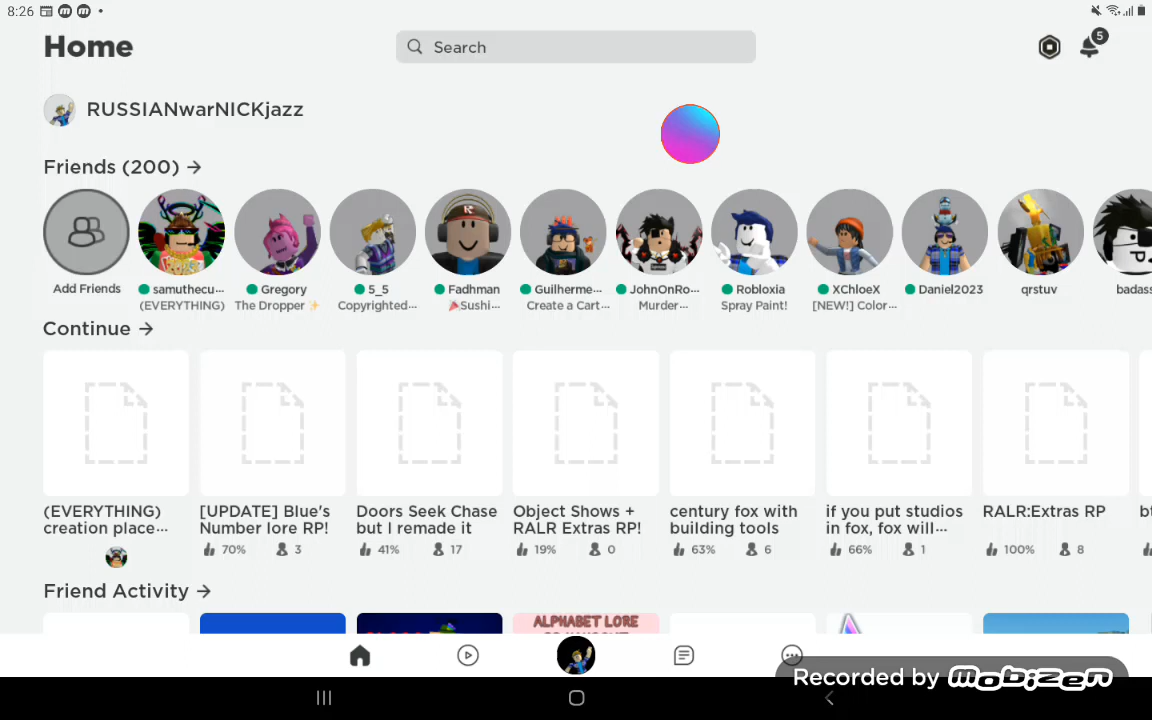 8:26
Home
Search
5
RUSSIANwarNICKjazz
Friends (200)
Add Friends
samuthecu...
(EVERYTHING)
Gregory
The Dropper ✨
5_5
Copyrighted...
Fadhman
🎉Sushi...
Guilherme...
Create a Cart...
JohnOnRo...
Murder...
Robloxia
Spray Paint!
XChloeX
[NEW!] Color...
Daniel2023
qrstuv
badass
Continue
(EVERYTHING)
creation place...
[UPDATE] Blue's
Number lore RP!
70% 3
Doors Seek Chase
but I remade it
41% 17
Object Shows +
RALR Extras RP!
19% 0
century fox with
building tools
63% 6
if you put studios
in fox, fox will...
66% 1
RALR:Extras RP
100% 8
Friend Activity
ALPHABET LORE
Recorded by mobizen